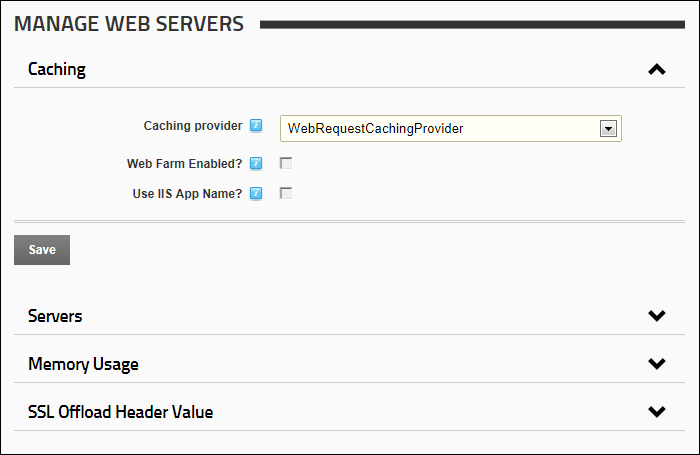 MANAGE WEB SERVERS
Caching
Caching provider i WebRequestCachingProvider
Web Farm Enabled? i
Use IIS App Name? i
Save
Servers
Memory Usage
SSL Offload Header Value